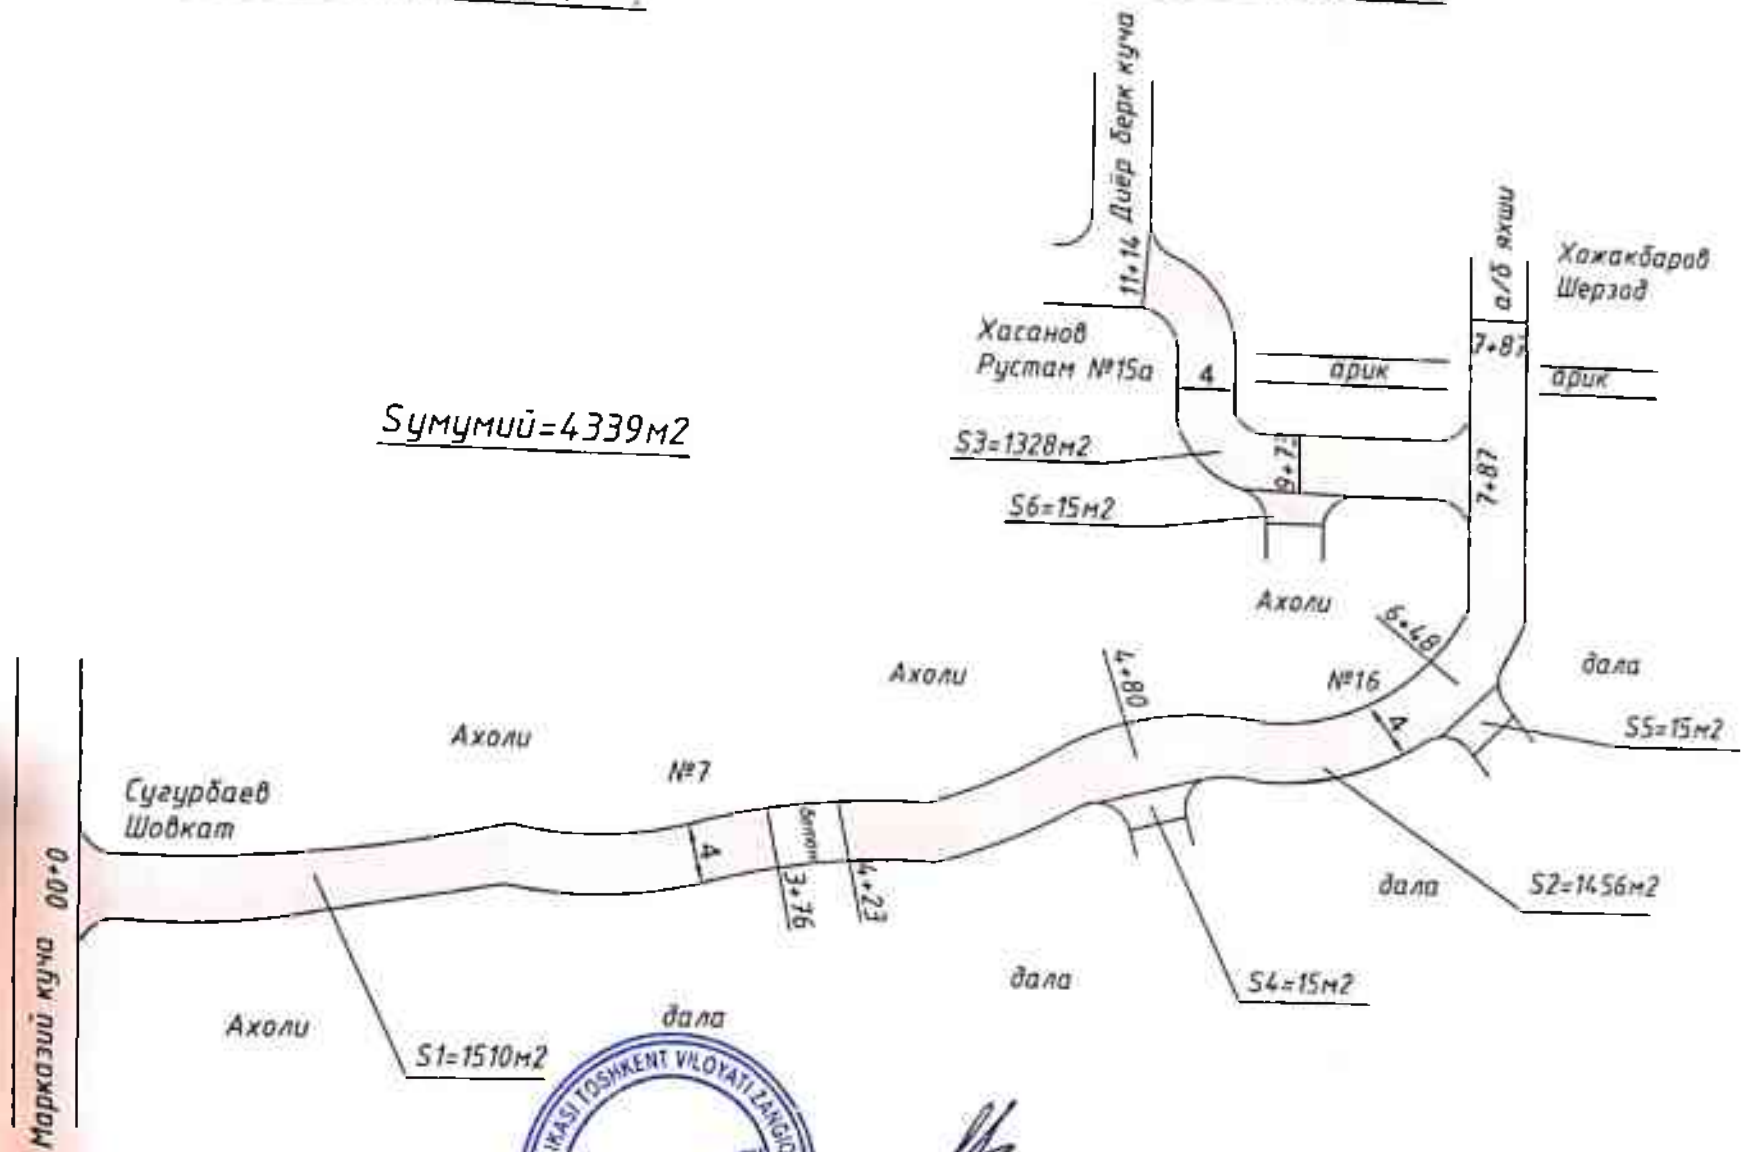 Диёр берк куча
11+14
а/б яхши
Хожакбаров
Шерзод
7+87
Хасанов
Рустам №15а
4
арик
арик
Sумумий=4339м2
S3=1328м2
9+73
7+87
S6=15м2
Ахоли
6+48
дала
№16
Ахоли
4+80
4
S5=15м2
Ахоли
№7
Сугурбаев
Шовкат
бетон
4
3+76
4+23
00+0
дала
S2=1456м2
Марказий куча
дала
S4=15м2
Ахоли
дала
S1=1510м2
TOSHKENT VILOYATI